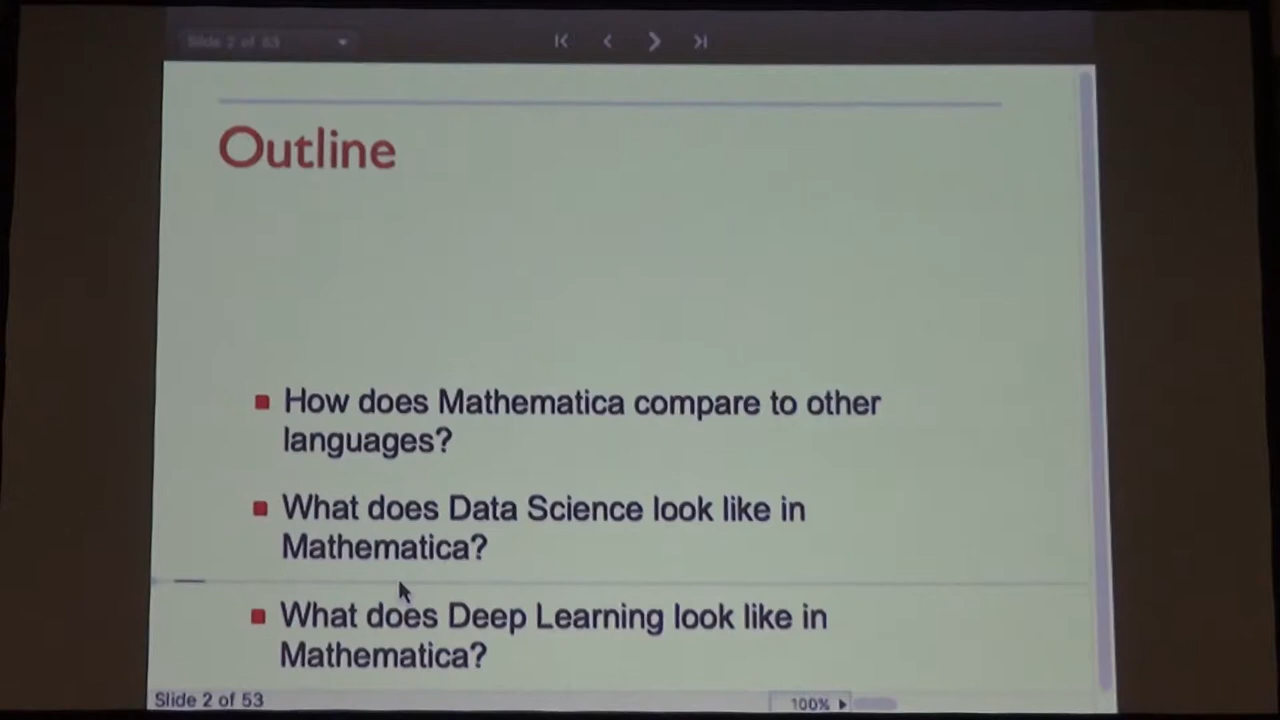 Slide 2 of 53
Outline
How does Mathematica compare to other
languages?
What does Data Science look like in
Mathematica?
What does Deep Learning look like in
Mathematica?
Slide 2 of 53
100%